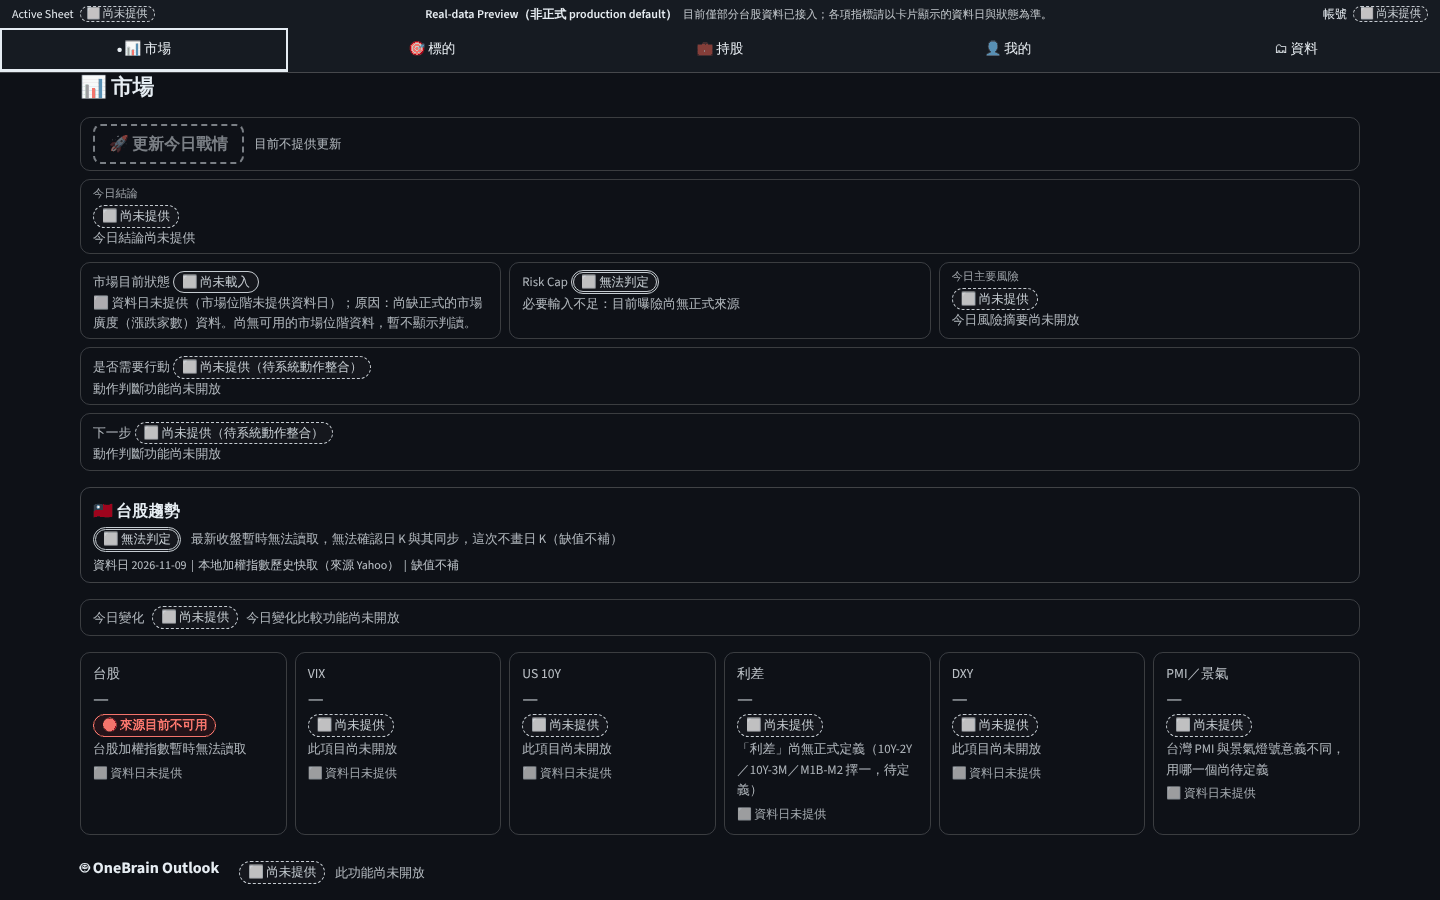 Active Sheet 尚未提供
Real-data Preview（非正式 production default） 目前僅部分台股資料已接入；各項指標請以卡片顯示的資料日與狀態為準。
帳號 尚未提供
市場
標的
持股
我的
資料
市場
更新今日戰情 目前不提供更新
今日結論
尚未提供
今日結論尚未提供
市場目前狀態 尚未載入
資料日未提供（市場位階未提供資料日）；原因：尚缺正式的市場
廣度（漲跌家數）資料。尚無可用的市場位階資料，暫不顯示判讀。
Risk Cap 無法判定
必要輸入不足：目前曝險尚無正式來源
今日主要風險
尚未提供
今日風險摘要尚未開放
是否需要行動 尚未提供（待系統動作整合）
動作判斷功能尚未開放
下一步 尚未提供（待系統動作整合）
動作判斷功能尚未開放
台股趨勢
無法判定 最新收盤暫時無法讀取，無法確認日 K 與其同步，這次不畫日 K（缺值不補）
資料日 2026-11-09｜本地加權指數歷史快取（來源 Yahoo）｜缺值不補
今日變化 尚未提供 今日變化比較功能尚未開放
台股
—
來源目前不可用
台股加權指數暫時無法讀取
資料日未提供
VIX
—
尚未提供
此項目尚未開放
資料日未提供
US 10Y
—
尚未提供
此項目尚未開放
資料日未提供
利差
—
尚未提供
「利差」尚無正式定義（10Y-2Y
／10Y-3M／M1B-M2 擇一，待定
義）
資料日未提供
DXY
—
尚未提供
此項目尚未開放
資料日未提供
PMI／景氣
—
尚未提供
台灣 PMI 與景氣燈號意義不同，
用哪一個尚待定義
資料日未提供
OneBrain Outlook 尚未提供 此功能尚未開放